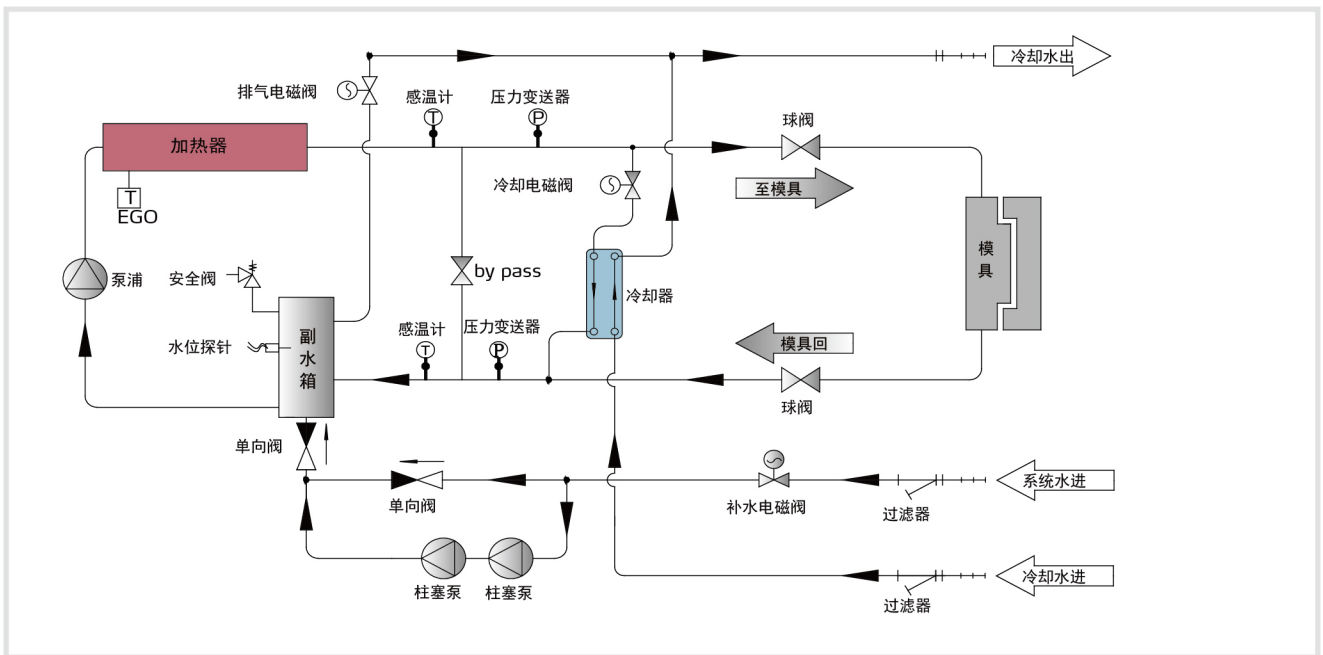 冷却水出
排气电磁阀
感温计
压力变送器
T
P
球阀
加热器
冷却电磁阀
至模具
T
EGO
模具
泵浦
安全阀
by pass
冷却器
副水箱
感温计
压力变送器
水位探针
T
P
模具回
球阀
单向阀
单向阀
补水电磁阀
过滤器
系统水进
柱塞泵
柱塞泵
过滤器
冷却水进